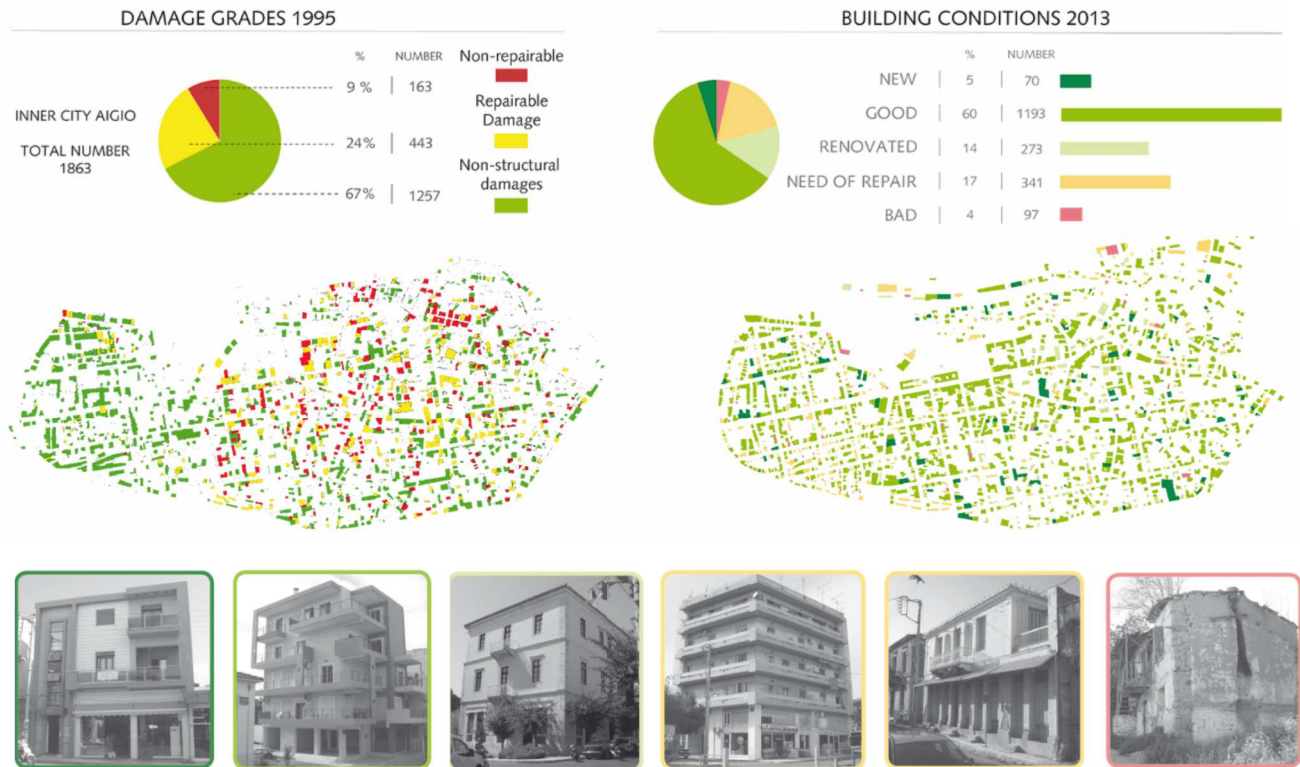 DAMAGE GRADES 1995
% NUMBER
Non-repairable
9 % 163
INNER CITY AIGIO
TOTAL NUMBER
1863
Repairable
Damage
24% 443
Non-structural
damages
67% 1257
BUILDING CONDITIONS 2013
% NUMBER
NEW 5 70
GOOD 60 1193
RENOVATED 14 273
NEED OF REPAIR 17 341
BAD 4 97